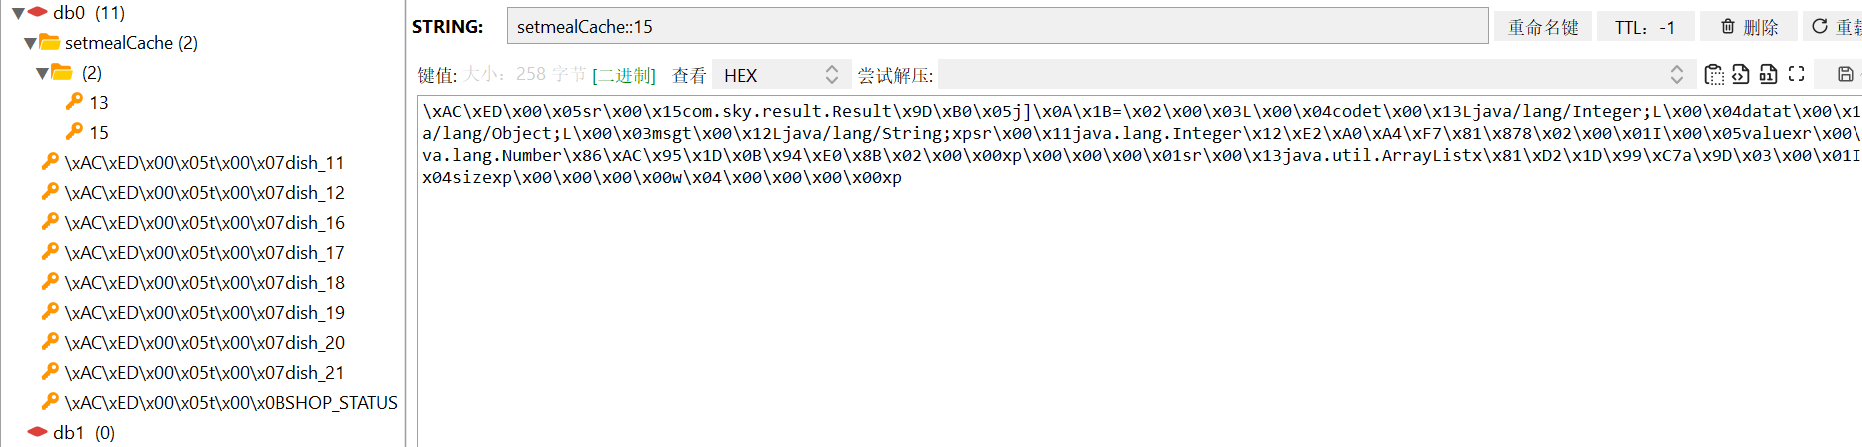 db0 (11)
setmealCache (2)
(2)
13
15
\xAC\xED\x00\x05t\x00\x07dish_11
\xAC\xED\x00\x05t\x00\x07dish_12
\xAC\xED\x00\x05t\x00\x07dish_16
\xAC\xED\x00\x05t\x00\x07dish_17
\xAC\xED\x00\x05t\x00\x07dish_18
\xAC\xED\x00\x05t\x00\x07dish_19
\xAC\xED\x00\x05t\x00\x07dish_20
\xAC\xED\x00\x05t\x00\x07dish_21
\xAC\xED\x00\x05t\x00\x0BSHOP_STATUS
db1 (0)
STRING: setmealCache::15 重命名键 TTL: -1 删除 重载
键值: 大小: 258 字节 [二进制] 查看 HEX 尝试解压:
\xAC\xED\x00\x05sr\x00\x15com.sky.result.Result\x9D\xB0\x05j]\x0A\x1B=\x02\x00\x03L\x00\x04codet\x00\x13Ljava/lang/Integer;L\x00\x04datat\x00\x1
a/lang/Object;L\x00\x03msgt\x00\x12Ljava/lang/String;xpsr\x00\x11java.lang.Integer\x12\xE2\xA0\xA4\xF7\x81\x878\x02\x00\x01I\x00\x05valuexr\x00\
va.lang.Number\x86\xAC\x95\x1D\x0B\x94\xE0\x8B\x02\x00\x00xp\x00\x00\x00\x01sr\x00\x13java.util.ArrayListx\x81\xD2\x1D\x99\xC7a\x9D\x03\x00\x01I
x04sizexp\x00\x00\x00\x00w\x04\x00\x00\x00\x00xp